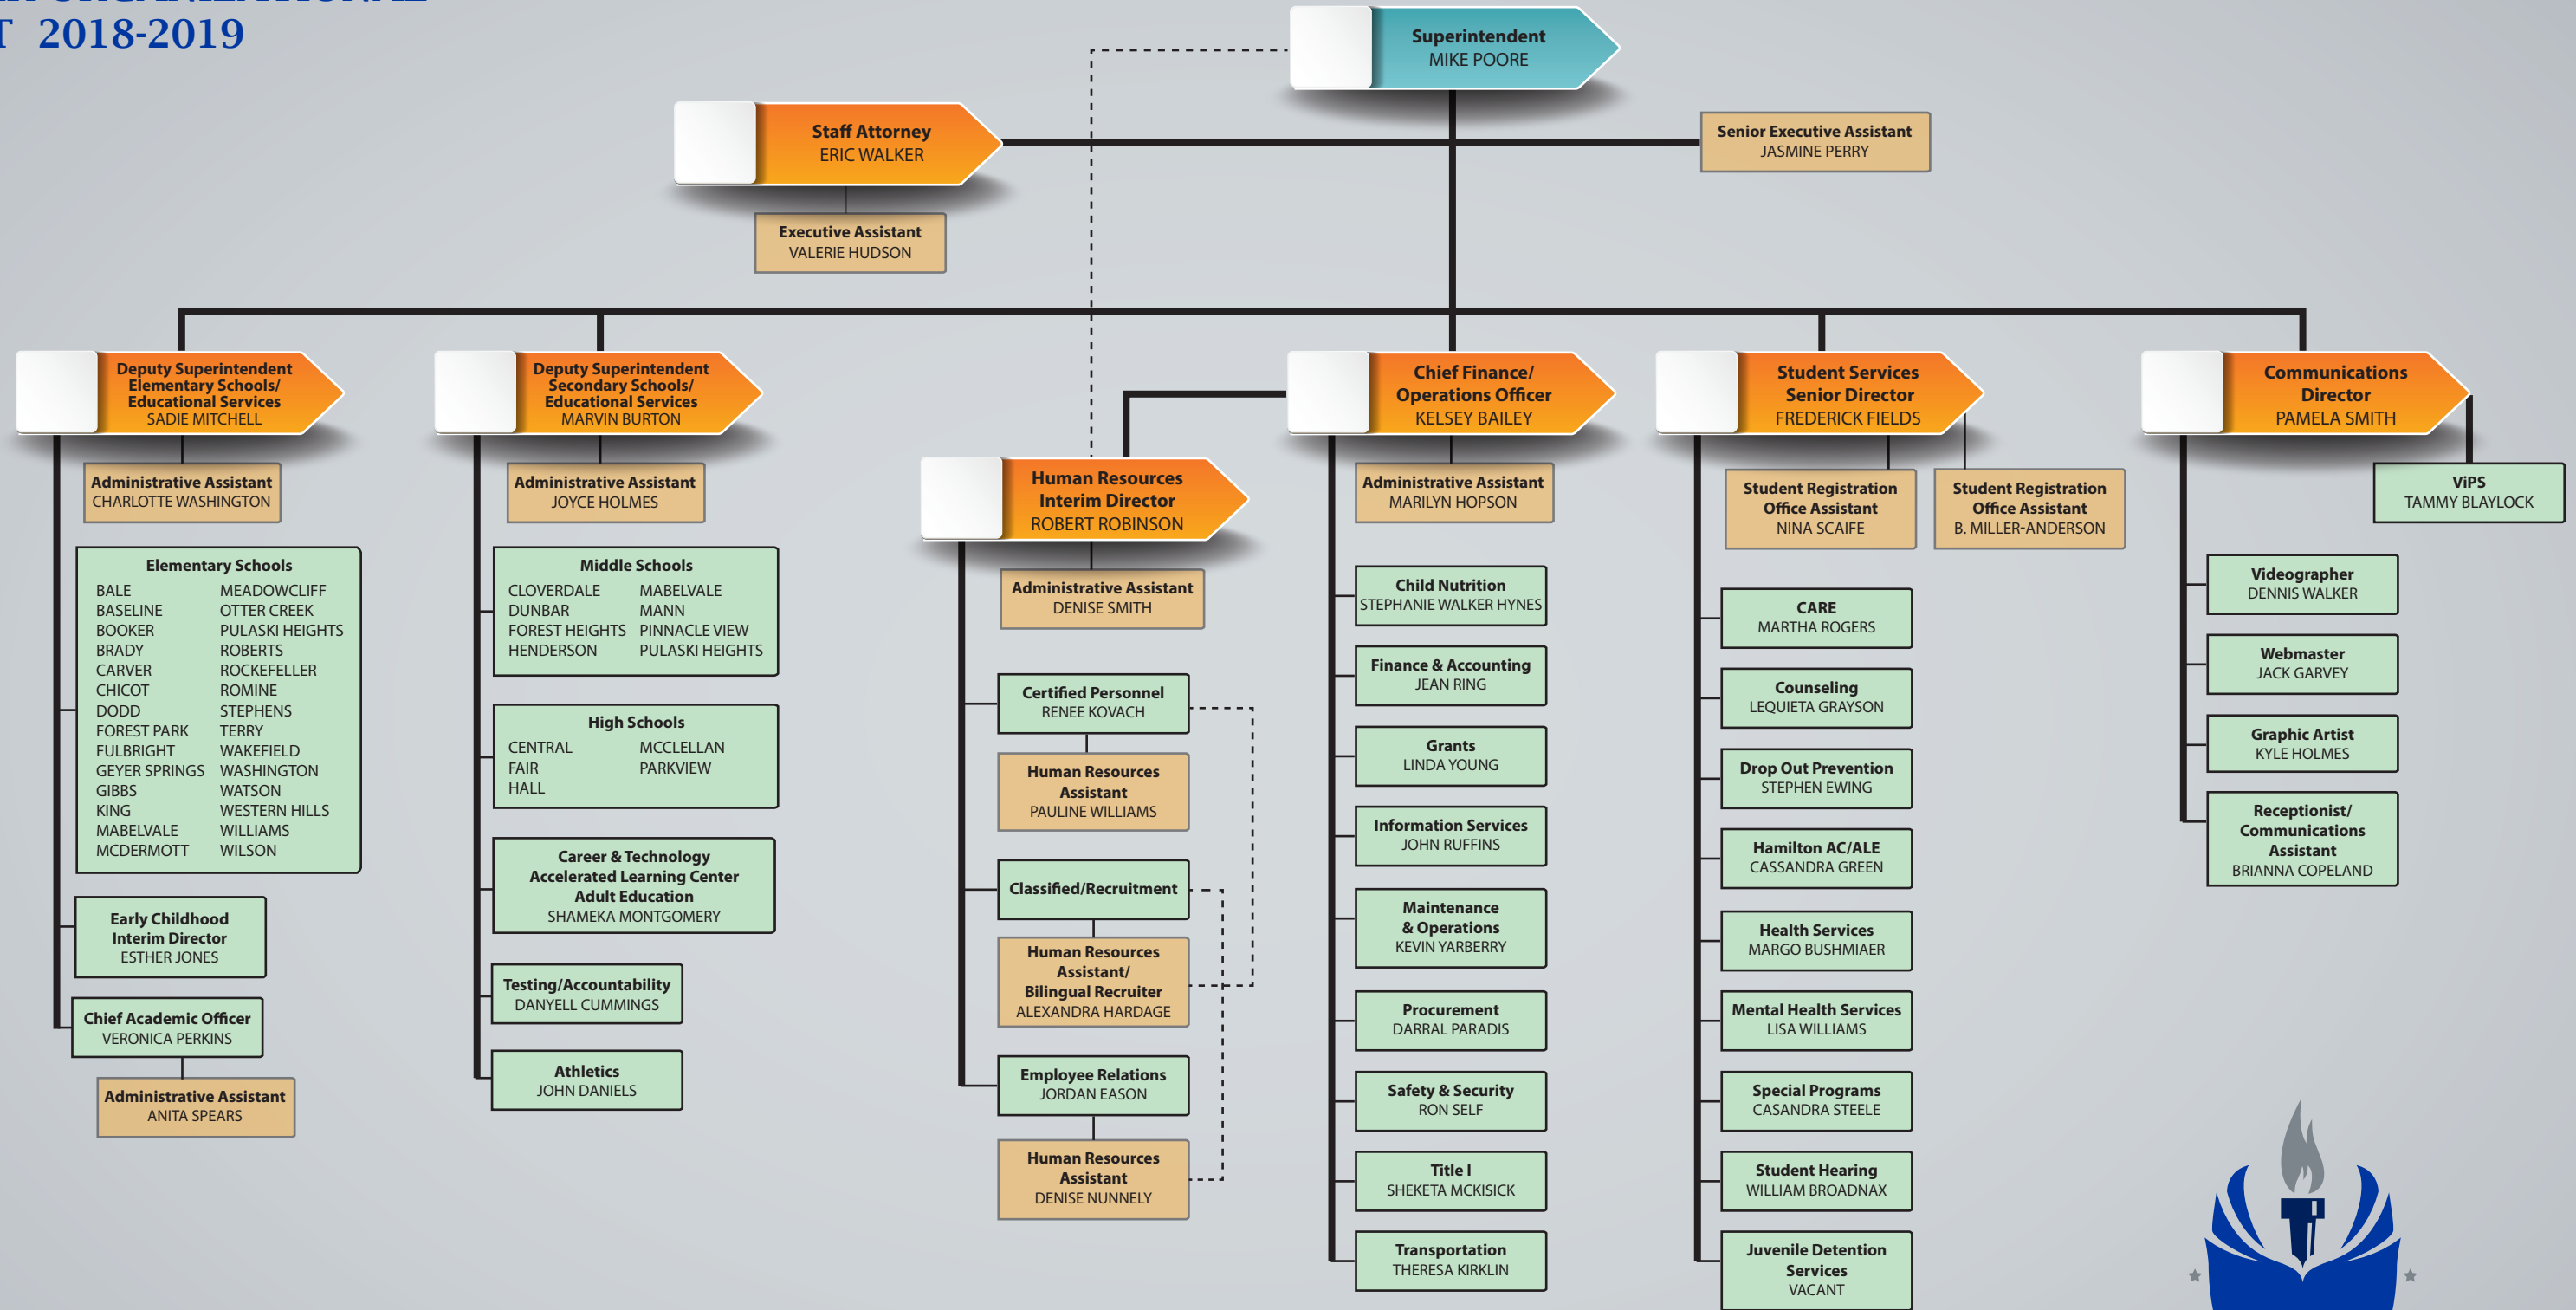 T 2018-2019
Superintendent
MIKE POORE
Staff Attorney
ERIC WALKER
Senior Executive Assistant
JASMINE PERRY
Executive Assistant
VALERIE HUDSON
Deputy Superintendent
Elementary Schools/
Educational Services
SADIE MITCHELL
Administrative Assistant
CHARLOTTE WASHINGTON
Elementary Schools
BALE MEADOWCLIFF
BASELINE OTTER CREEK
BOOKER PULASKI HEIGHTS
BRADY ROBERTS
CARVER ROCKEFELLER
CHICOT ROMINE
DODD STEPHENS
FOREST PARK TERRY
FULBRIGHT WAKEFIELD
GEYER SPRINGS WASHINGTON
GIBBS WATSON
KING WESTERN HILLS
MABELVALE WILLIAMS
MCDERMOTT WILSON
Early Childhood
Interim Director
ESTHER JONES
Chief Academic Officer
VERONICA PERKINS
Administrative Assistant
ANITA SPEARS
Deputy Superintendent
Secondary Schools/
Educational Services
MARVIN BURTON
Administrative Assistant
JOYCE HOLMES
Middle Schools
CLOVERDALE MABELVALE
DUNBAR MANN
FOREST HEIGHTS PINNACLE VIEW
HENDERSON PULASKI HEIGHTS
High Schools
CENTRAL MCCLELLAN
FAIR PARKVIEW
HALL
Career & Technology
Accelerated Learning Center
Adult Education
SHAMEKA MONTGOMERY
Testing/Accountability
DANYELL CUMMINGS
Athletics
JOHN DANIELS
Human Resources
Interim Director
ROBERT ROBINSON
Administrative Assistant
DENISE SMITH
Certified Personnel
RENEE KOVACH
Human Resources
Assistant
PAULINE WILLIAMS
Classified/Recruitment
Human Resources
Assistant/
Bilingual Recruiter
ALEXANDRA HARDAGE
Employee Relations
JORDAN EASON
Human Resources
Assistant
DENISE NUNNELY
Chief Finance/
Operations Officer
KELSEY BAILEY
Administrative Assistant
MARILYN HOPSON
Child Nutrition
STEPHANIE WALKER HYNES
Finance & Accounting
JEAN RING
Grants
LINDA YOUNG
Information Services
JOHN RUFFINS
Maintenance
& Operations
KEVIN YARBERRY
Procurement
DARRAL PARADIS
Safety & Security
RON SELF
Title I
SHEKETA MCKISICK
Transportation
THERESA KIRKLIN
Student Services
Senior Director
FREDERICK FIELDS
Student Registration
Office Assistant
NINA SCAIFE
Student Registration
Office Assistant
B. MILLER-ANDERSON
CARE
MARTHA ROGERS
Counseling
LEQUIETA GRAYSON
Drop Out Prevention
STEPHEN EWING
Hamilton AC/ALE
CASSANDRA GREEN
Health Services
MARGO BUSHMIAER
Mental Health Services
LISA WILLIAMS
Special Programs
CASANDRA STEELE
Student Hearing
WILLIAM BROADNAX
Juvenile Detention
Services
VACANT
Communications
Director
PAMELA SMITH
ViPS
TAMMY BLAYLOCK
Videographer
DENNIS WALKER
Webmaster
JACK GARVEY
Graphic Artist
KYLE HOLMES
Receptionist/
Communications
Assistant
BRIANNA COPELAND